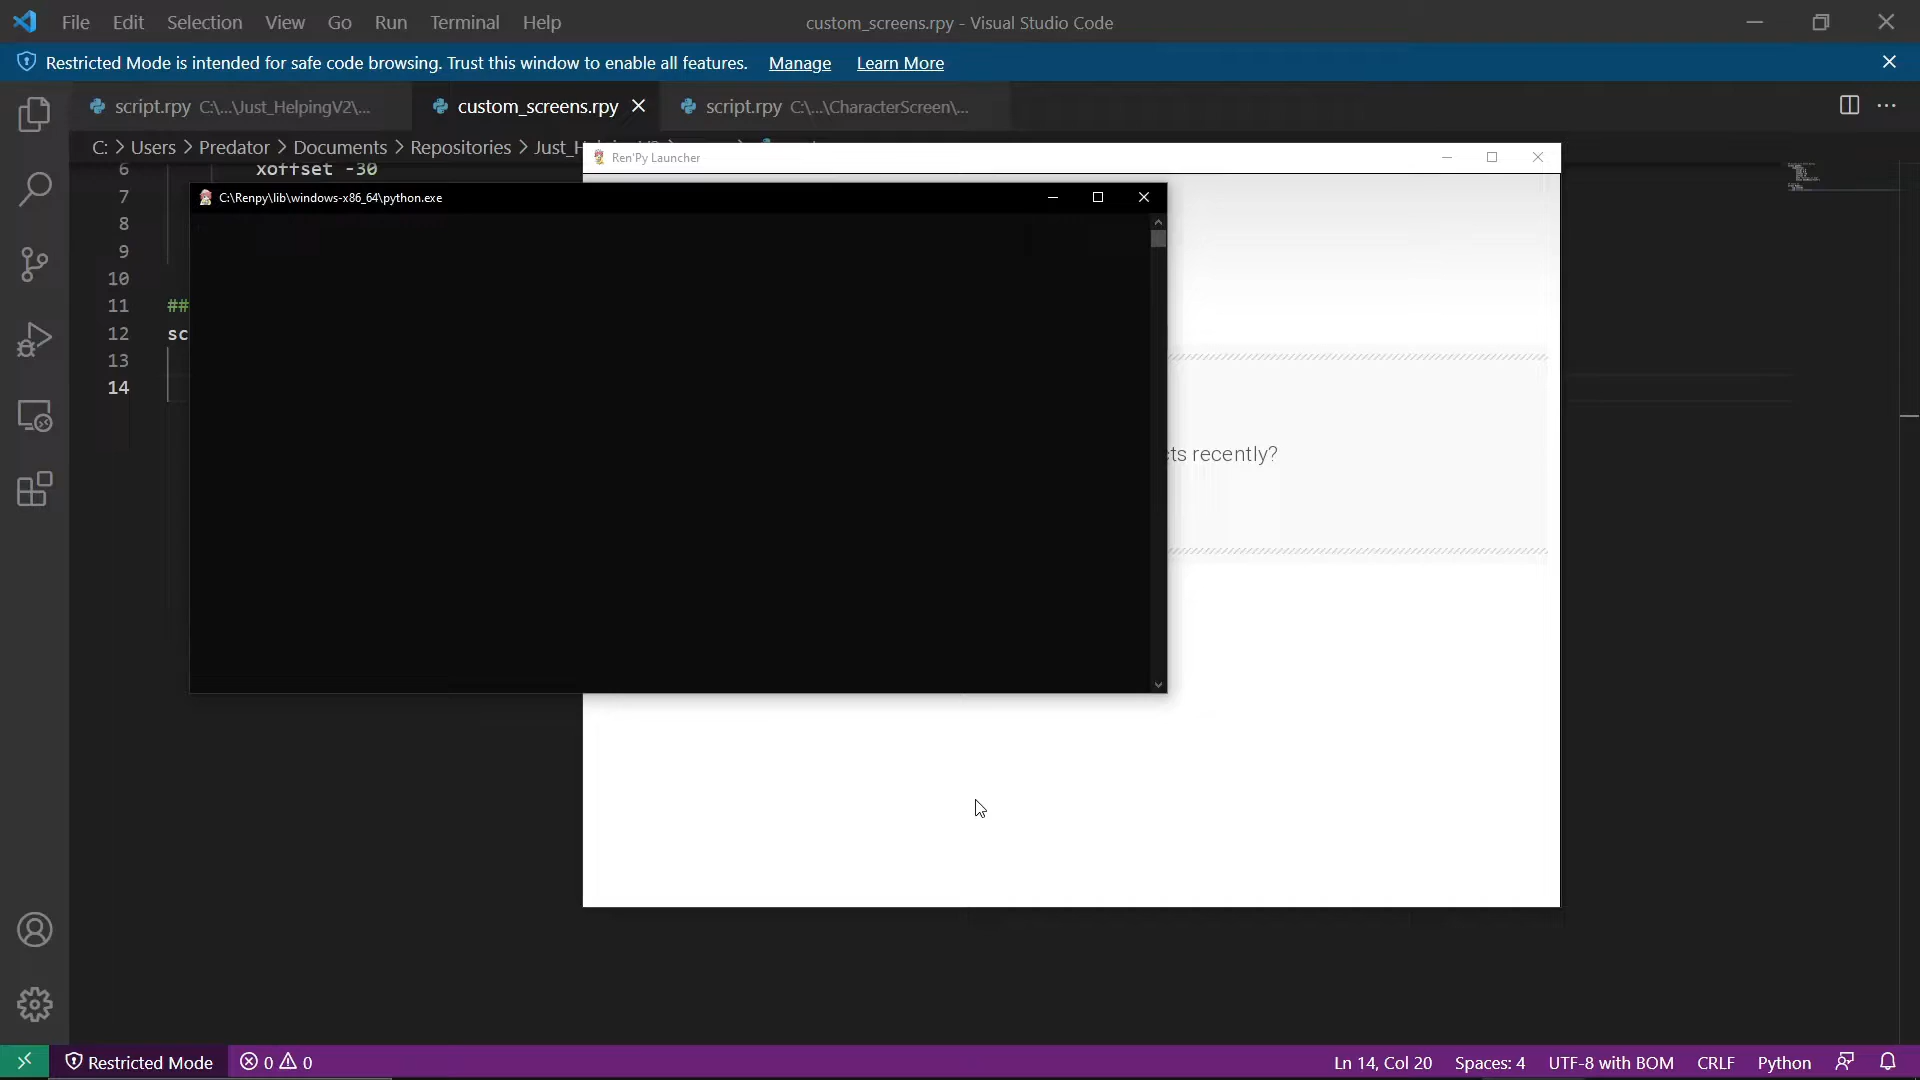 File Edit Selection View Go Run Terminal Help custom_screens.rpy - Visual Studio Code
Restricted Mode is intended for safe code browsing. Trust this window to enable all features. Manage Learn More
script.rpy C:\...\Just_HelpingV2\... custom_screens.rpy script.rpy C:\...\CharacterScreen\...
C: > Users > Predator > Documents > Repositories >
Ren'Py Launcher
6 xoffset -30
7 C:\Renpy\lib\windows-x86_64\python.exe
8
9
10
11 ##
12 sc
13
14
recently?
Restricted Mode 0 0 Ln 14, Col 20 Spaces: 4 UTF-8 with BOM CRLF Python